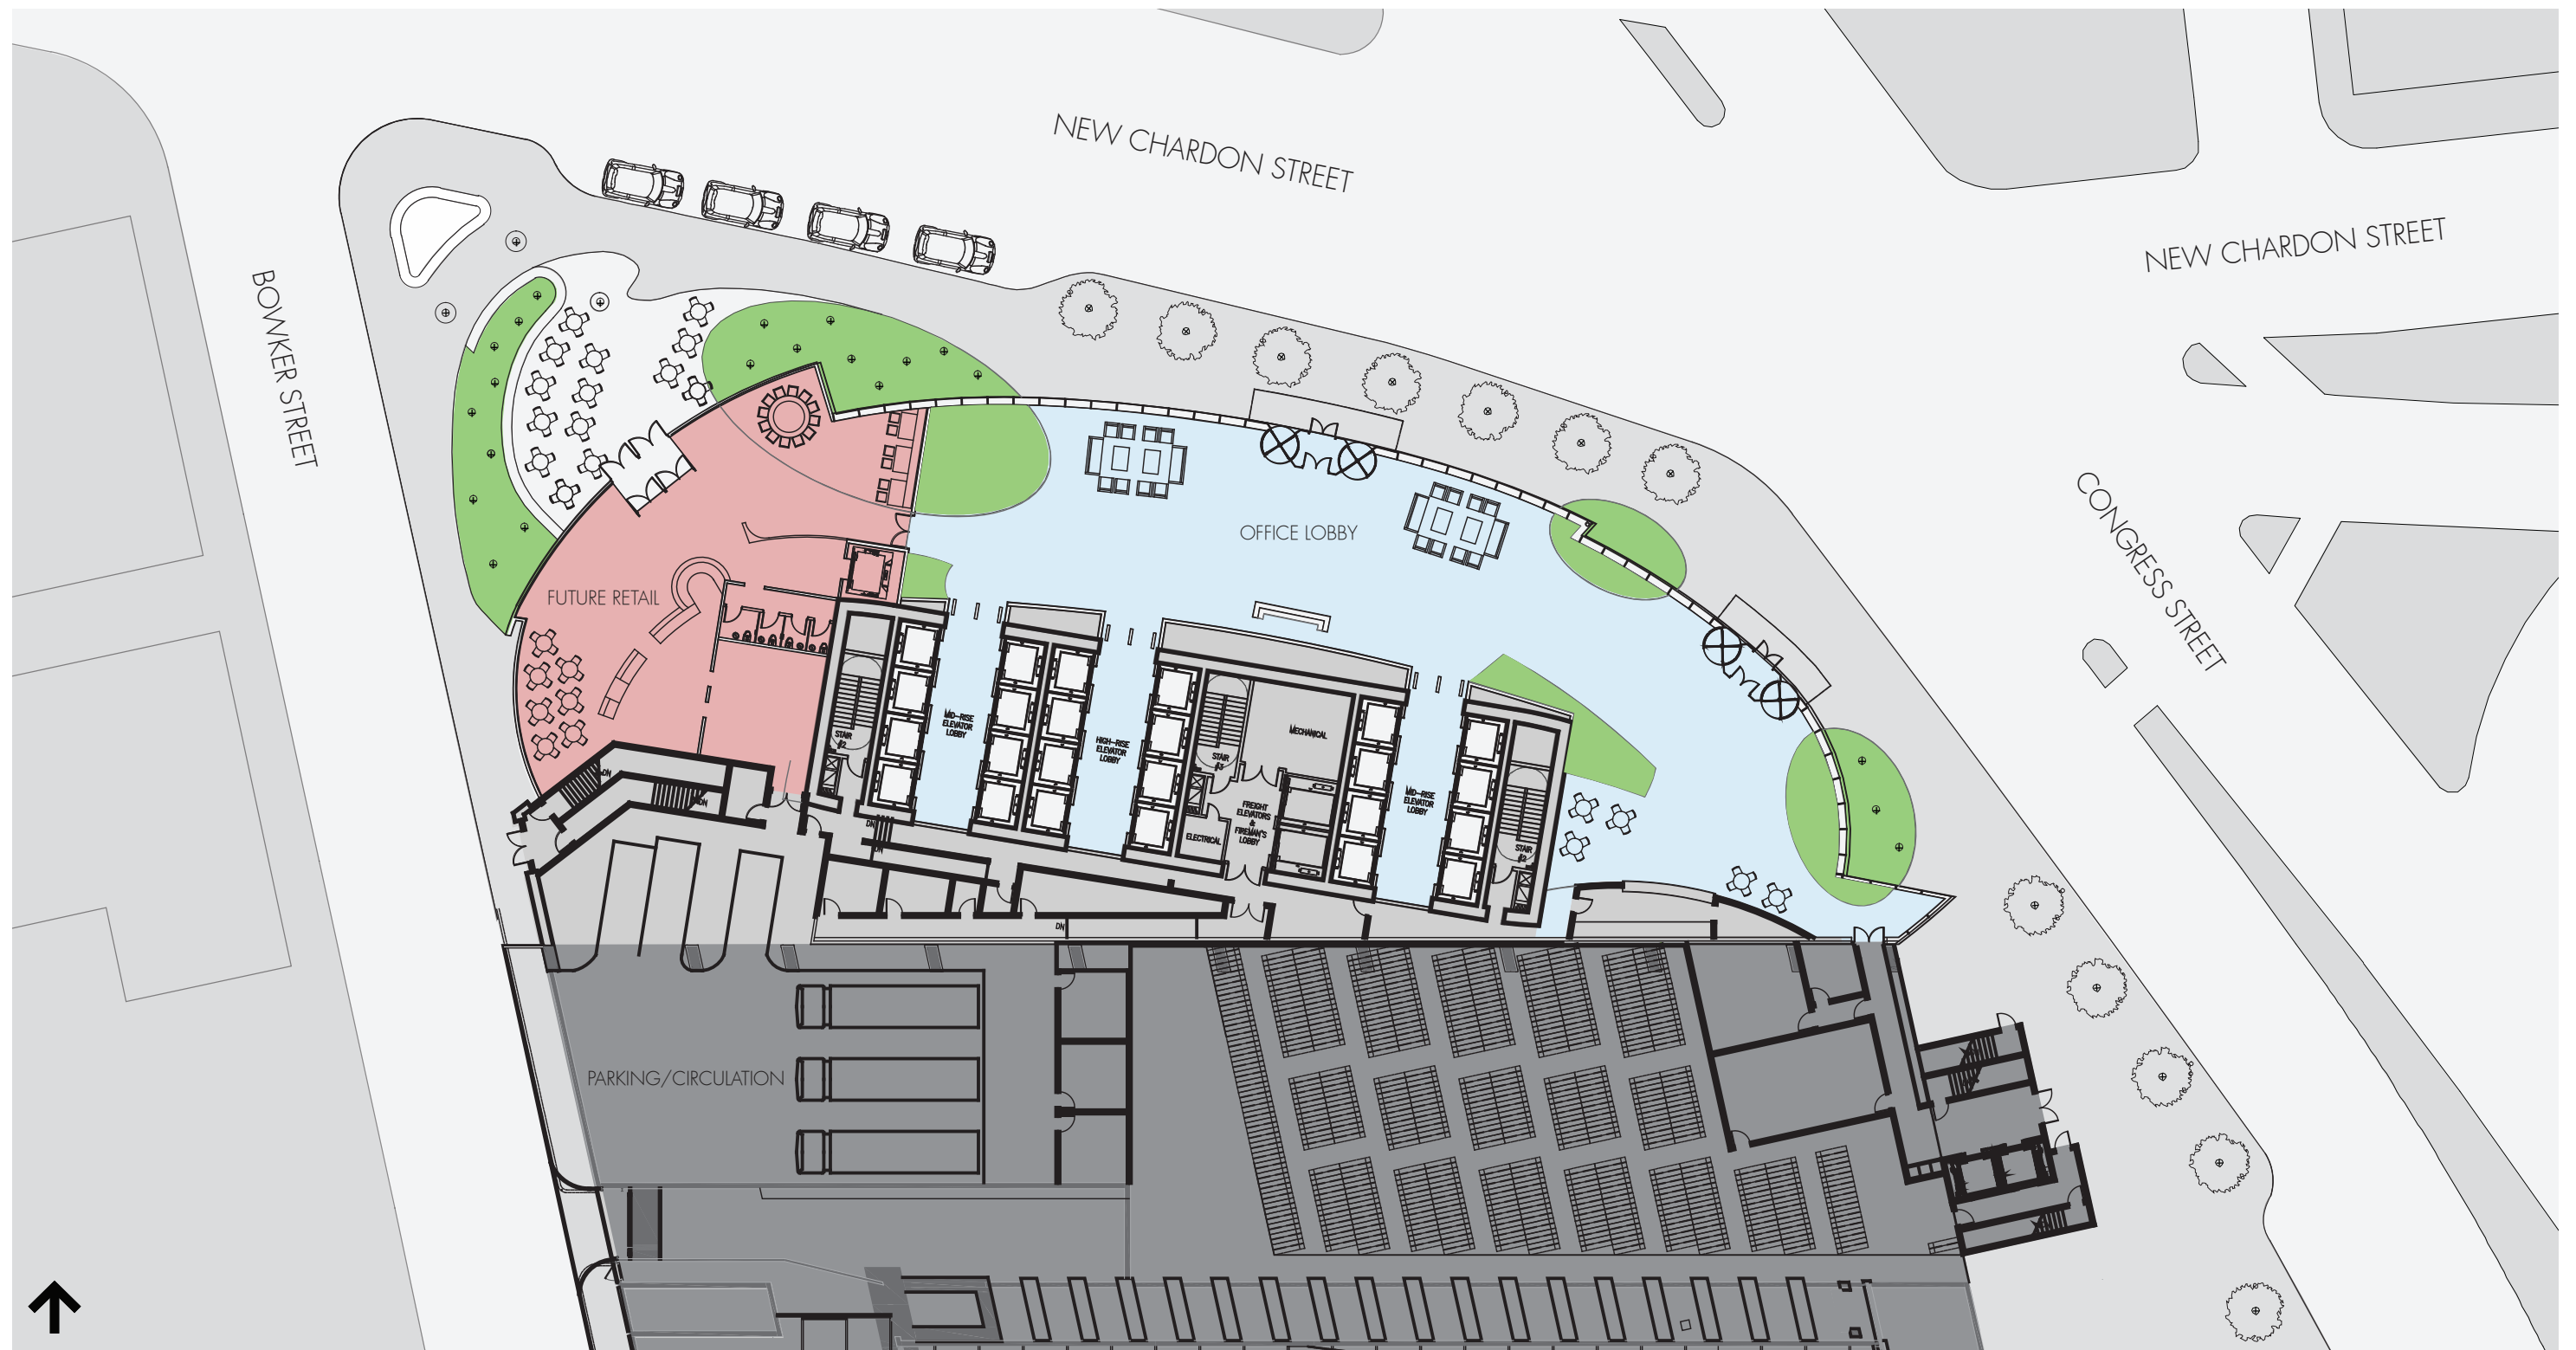 NEW CHARDON STREET
NEW CHARDON STREET
BOWKER STREET
CONGRESS STREET
OFFICE LOBBY
FUTURE RETAIL
MID-RISE
ELEVATOR
LOBBY
HIGH-RISE
ELEVATOR
LOBBY
MECHANICAL
STAIR
#2
STAIR
#3
MID-RISE
ELEVATOR
LOBBY
FREIGHT
ELEVATORS
&
FIREMAN'S
LOBBY
ELECTRICAL
STAIR
DN
DN
DN
DN
DN
PARKING/CIRCULATION